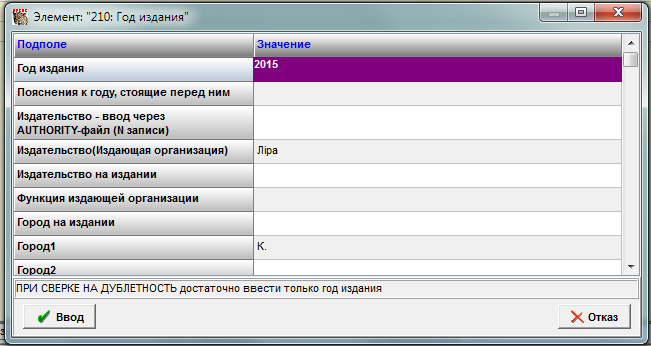 Элемент: "210: Год издания"
Подполе Значение
Год издания 2015
Пояснения к году, стоящие перед ним
Издательство - ввод через
AUTHORITY-файл (N записи)
Издательство(Издающая организация) Ліра
Издательство на издании
Функция издающей организации
Город на издании
Город1 К.
Город2
ПРИ СВЕРКЕ НА ДУБЛЕТНОСТЬ достаточно ввести только год издания
Ввод Отказ